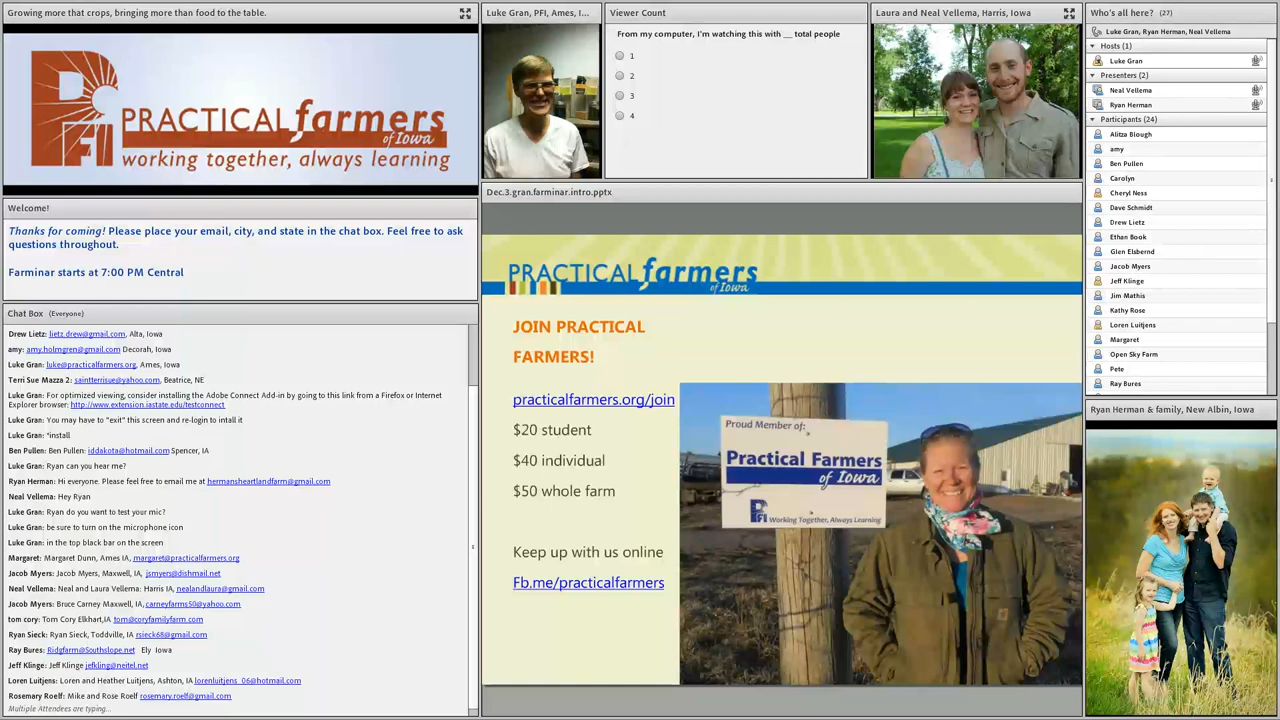 Growing more that crops, bringing more than food to the table.
PFI
PRACTICAL farmers
of Iowa
working together, always learning
Welcome!
Thanks for coming! Please place your email, city, and state in the chat box. Feel free to ask
questions throughout.
Farminar starts at 7:00 PM Central
Chat Box (Everyone)
Drew Lietz: lietz.drew@gmail.com, Alta, Iowa
amy: amy.holmgren@gmail.com Decorah, Iowa
Luke Gran: luke@practicalfarmers.org, Ames, Iowa
Terri Sue Mazza 2: saintterrisue@yahoo.com, Beatrice, NE
Luke Gran: For optimized viewing, consider installing the Adobe Connect Add-in by going to this link from a Firefox or Internet
Explorer browser: http://www.extension.iastate.edu/testconnect
Luke Gran: You may have to "exit" this screen and re-login to intall it
Luke Gran: *install
Ben Pullen: Ben Pullen: iddakota@hotmail.com Spencer, IA
Luke Gran: Ryan can you hear me?
Ryan Herman: Hi everyone. Please feel free to email me at hermansheartlandfarm@gmail.com
Neal Vellema: Hey Ryan
Luke Gran: Ryan do you want to test your mic?
Luke Gran: be sure to turn on the microphone icon
Luke Gran: in the top black bar on the screen
Margaret: Margaret Dunn, Ames IA, margaret@practicalfarmers.org
Jacob Myers: Jacob Myers, Maxwell, IA, jsmyers@dishmail.net
Neal Vellema: Neal and Laura Vellema: Harris IA, nealandlaura@gmail.com
Jacob Myers: Bruce Carney Maxwell, IA, carneyfarms50@yahoo.com
tom cory: Tom Cory Elkhart,IA tom@coryfamilyfarm.com
Ryan Sieck: Ryan Sieck, Toddville, IA rsieck68@gmail.com
Ray Bures: Ridgfarm@Southslope.net Ely Iowa
Jeff Klinge: Jeff Klinge jefkling@neitel.net
Loren Luitjens: Loren and Heather Luitjens, Ashton, IA lorenluitjens_06@hotmail.com
Rosemary Roelf: Mike and Rose Roelf rosemary.roelf@gmail.com
Multiple Attendees are typing...
Luke Gran, PFI, Ames, I...
Viewer Count
From my computer, I'm watching this with __ total people
1
2
3
4
Laura and Neal Vellema, Harris, Iowa
Dec.3.gran.farminar.intro.pptx
PRACTICAL farmers
of Iowa
JOIN PRACTICAL
FARMERS!
practicalfarmers.org/join
$20 student
$40 individual
$50 whole farm
Keep up with us online
Fb.me/practicalfarmers
Proud Member of:
Practical Farmers
of Iowa
PFI
Working Together, Always Learning
Who's all here? (27)
Luke Gran, Ryan Herman, Neal Vellema
Hosts (1)
Luke Gran
Presenters (2)
Neal Vellema
Ryan Herman
Participants (24)
Alitza Blough
amy
Ben Pullen
Carolyn
Cheryl Ness
Dave Schmidt
Drew Lietz
Ethan Book
Glen Elsbernd
Jacob Myers
Jeff Klinge
Jim Mathis
Kathy Rose
Loren Luitjens
Margaret
Open Sky Farm
Pete
Ray Bures
Ryan Herman & family, New Albin, Iowa